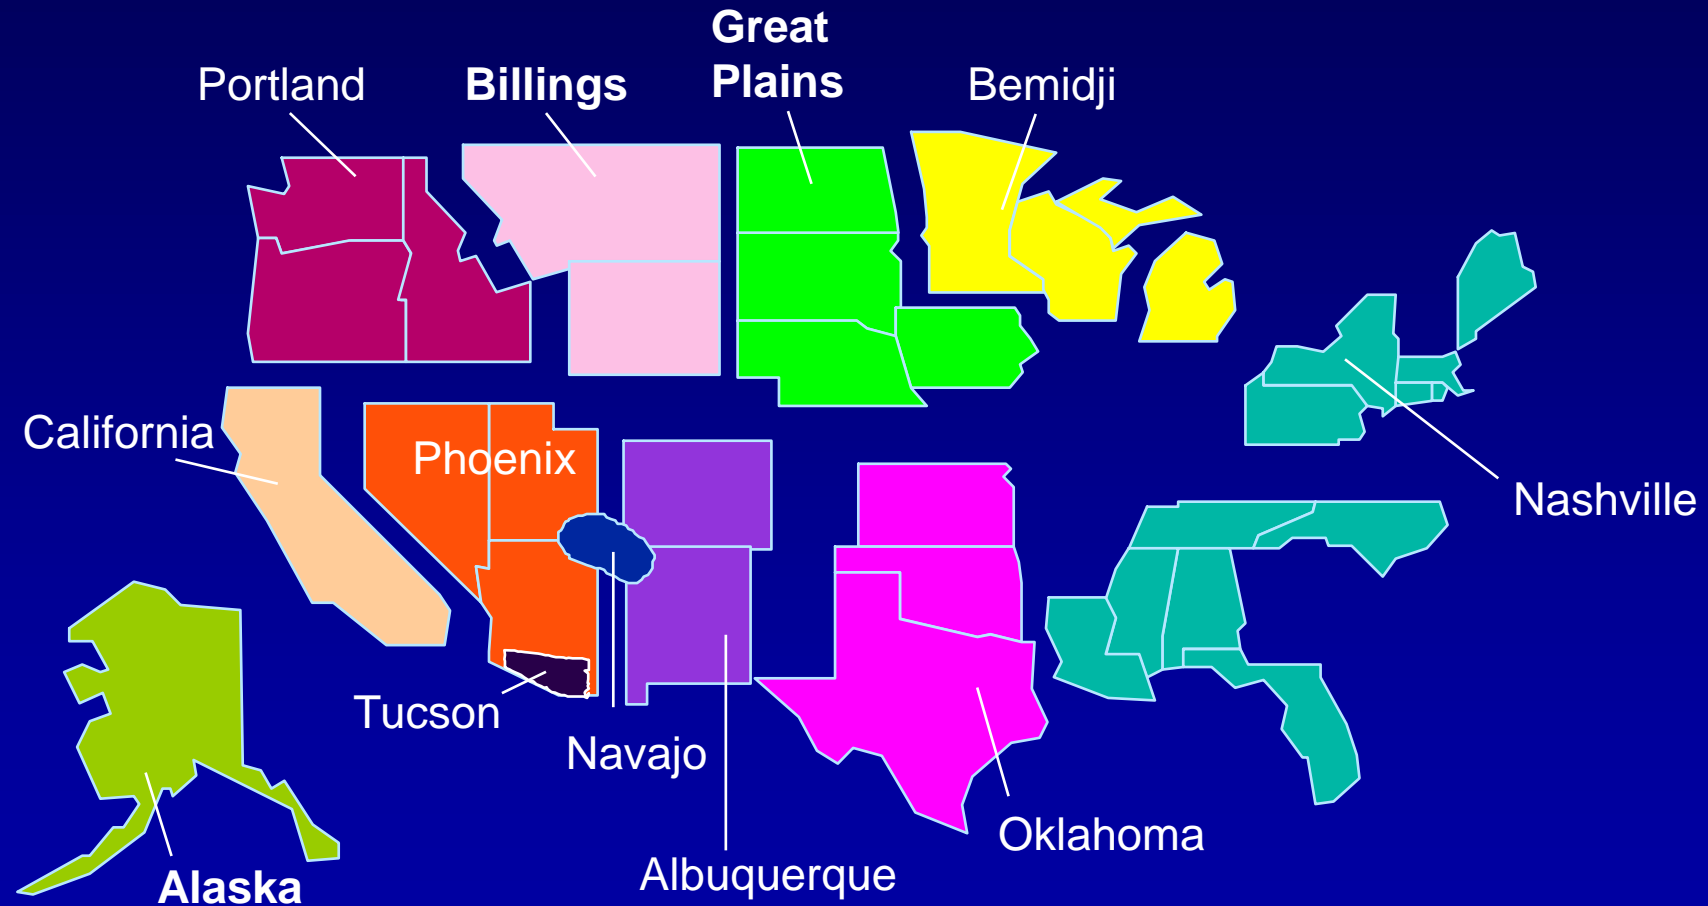 Great
Plains
Portland
Billings
Bemidji
California
Phoenix
Nashville
Tucson
Navajo
Oklahoma
Albuquerque
Alaska